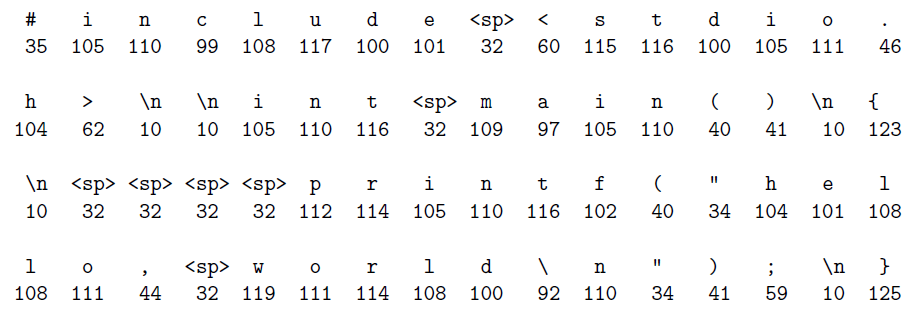 # i n c l u d e <sp> < s t d i o .
35 105 110 99 108 117 100 101 32 60 115 116 100 105 111 46
h > \n \n i n t <sp> m a i n ( ) \n {
104 62 10 10 105 110 116 32 109 97 105 110 40 41 10 123
\n <sp> <sp> <sp> <sp> p r i n t f ( " h e l
10 32 32 32 32 112 114 105 110 116 102 40 34 104 101 108
l o , <sp> w o r l d \ n " ) ; \n }
108 111 44 32 119 111 114 108 100 92 110 34 41 59 10 125